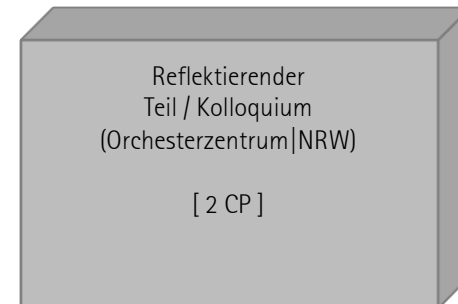 Reflektierender
Teil / Kolloquium
(Orchesterzentrum|NRW)
[ 2 CP ]